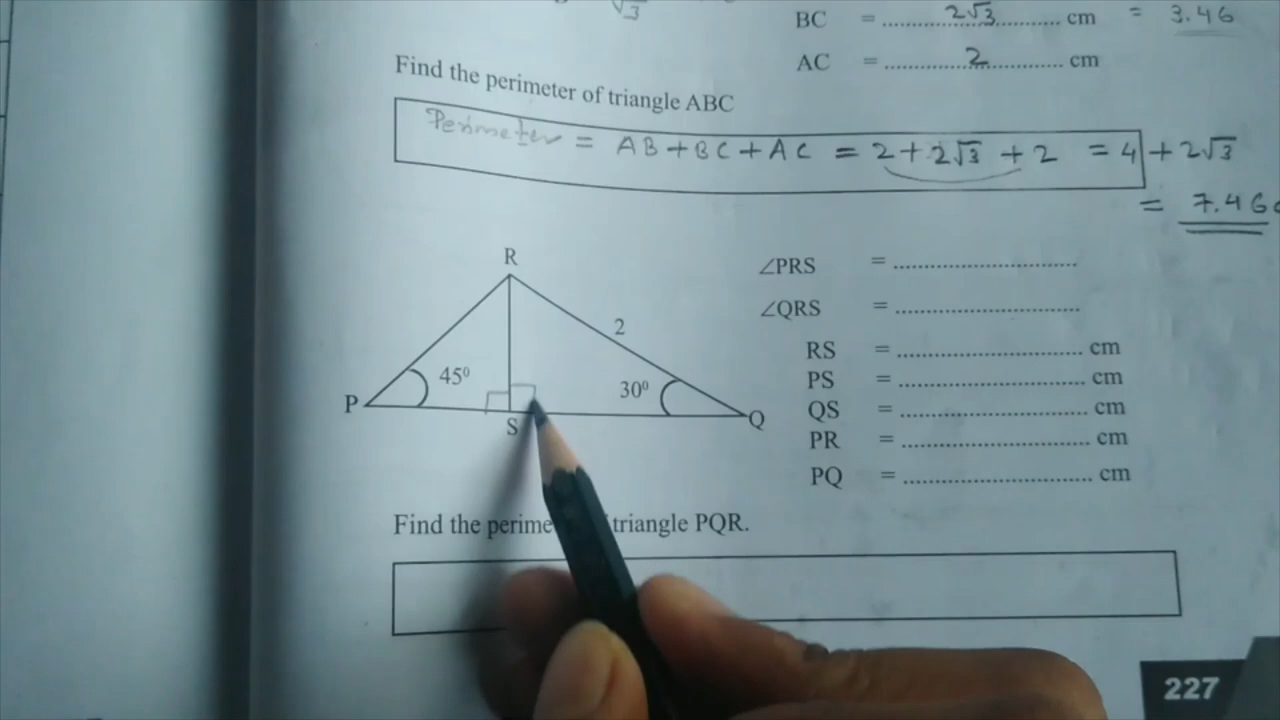 √3
BC = .......2√3....... cm = 3.46
AC = .......2....... cm
Find the perimeter of triangle ABC
Perimeter = AB+BC+AC = 2+2√3+2 = 4+2√3
= 7.46
R
∠PRS = ..............................
∠QRS = ..............................
2
RS = .............................. cm
45⁰
30⁰
PS = .............................. cm
P
S
Q
QS = .............................. cm
PR = .............................. cm
PQ = .............................. cm
Find the perime triangle PQR.
227